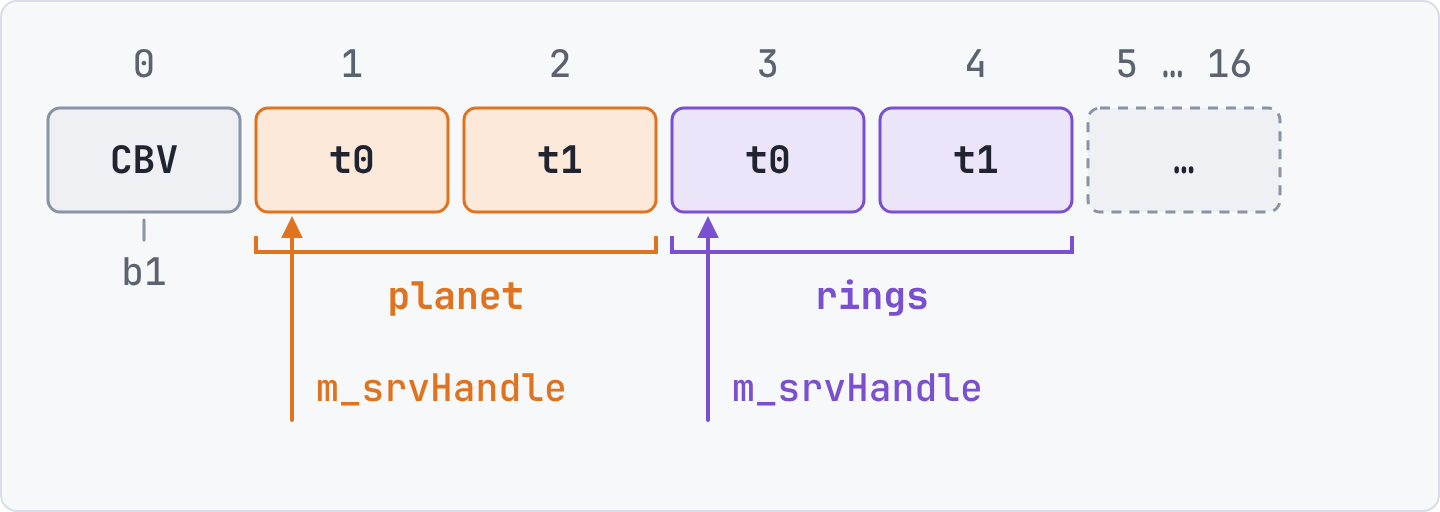 0 1 2 3 4 5 … 16
CBV t0 t1 t0 t1 …
b1
planet rings
m_srvHandle m_srvHandle